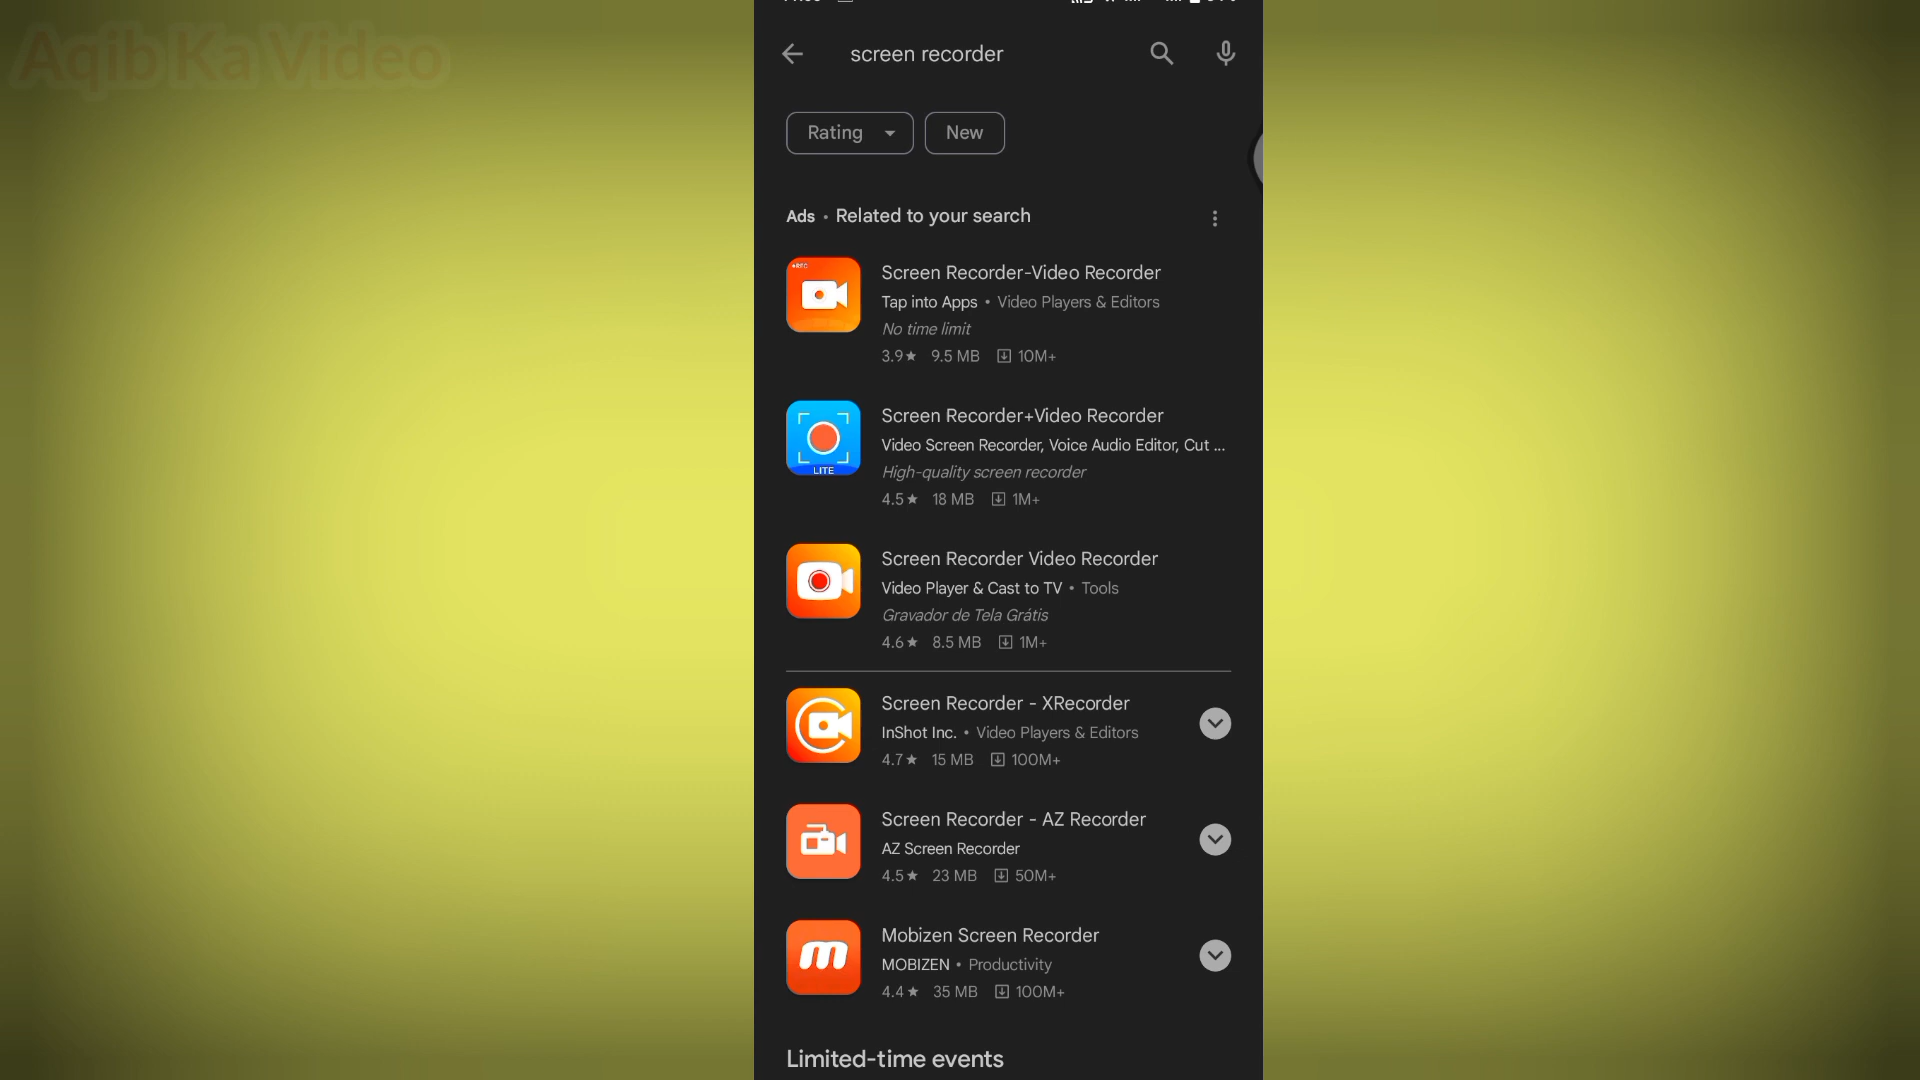 Aqib Ka Video
screen recorder
Rating
New
Ads • Related to your search
REC
Screen Recorder-Video Recorder
Tap into Apps • Video Players & Editors
No time limit
3.9★ 9.5 MB 10M+
LITE
Screen Recorder+Video Recorder
Video Screen Recorder, Voice Audio Editor, Cut ...
High-quality screen recorder
4.5★ 18 MB 1M+
Screen Recorder Video Recorder
Video Player & Cast to TV • Tools
Gravador de Tela Grátis
4.6★ 8.5 MB 1M+
Screen Recorder - XRecorder
InShot Inc. • Video Players & Editors
4.7★ 15 MB 100M+
Screen Recorder - AZ Recorder
AZ Screen Recorder
4.5★ 23 MB 50M+
m
Mobizen Screen Recorder
MOBIZEN • Productivity
4.4★ 35 MB 100M+
Limited-time events